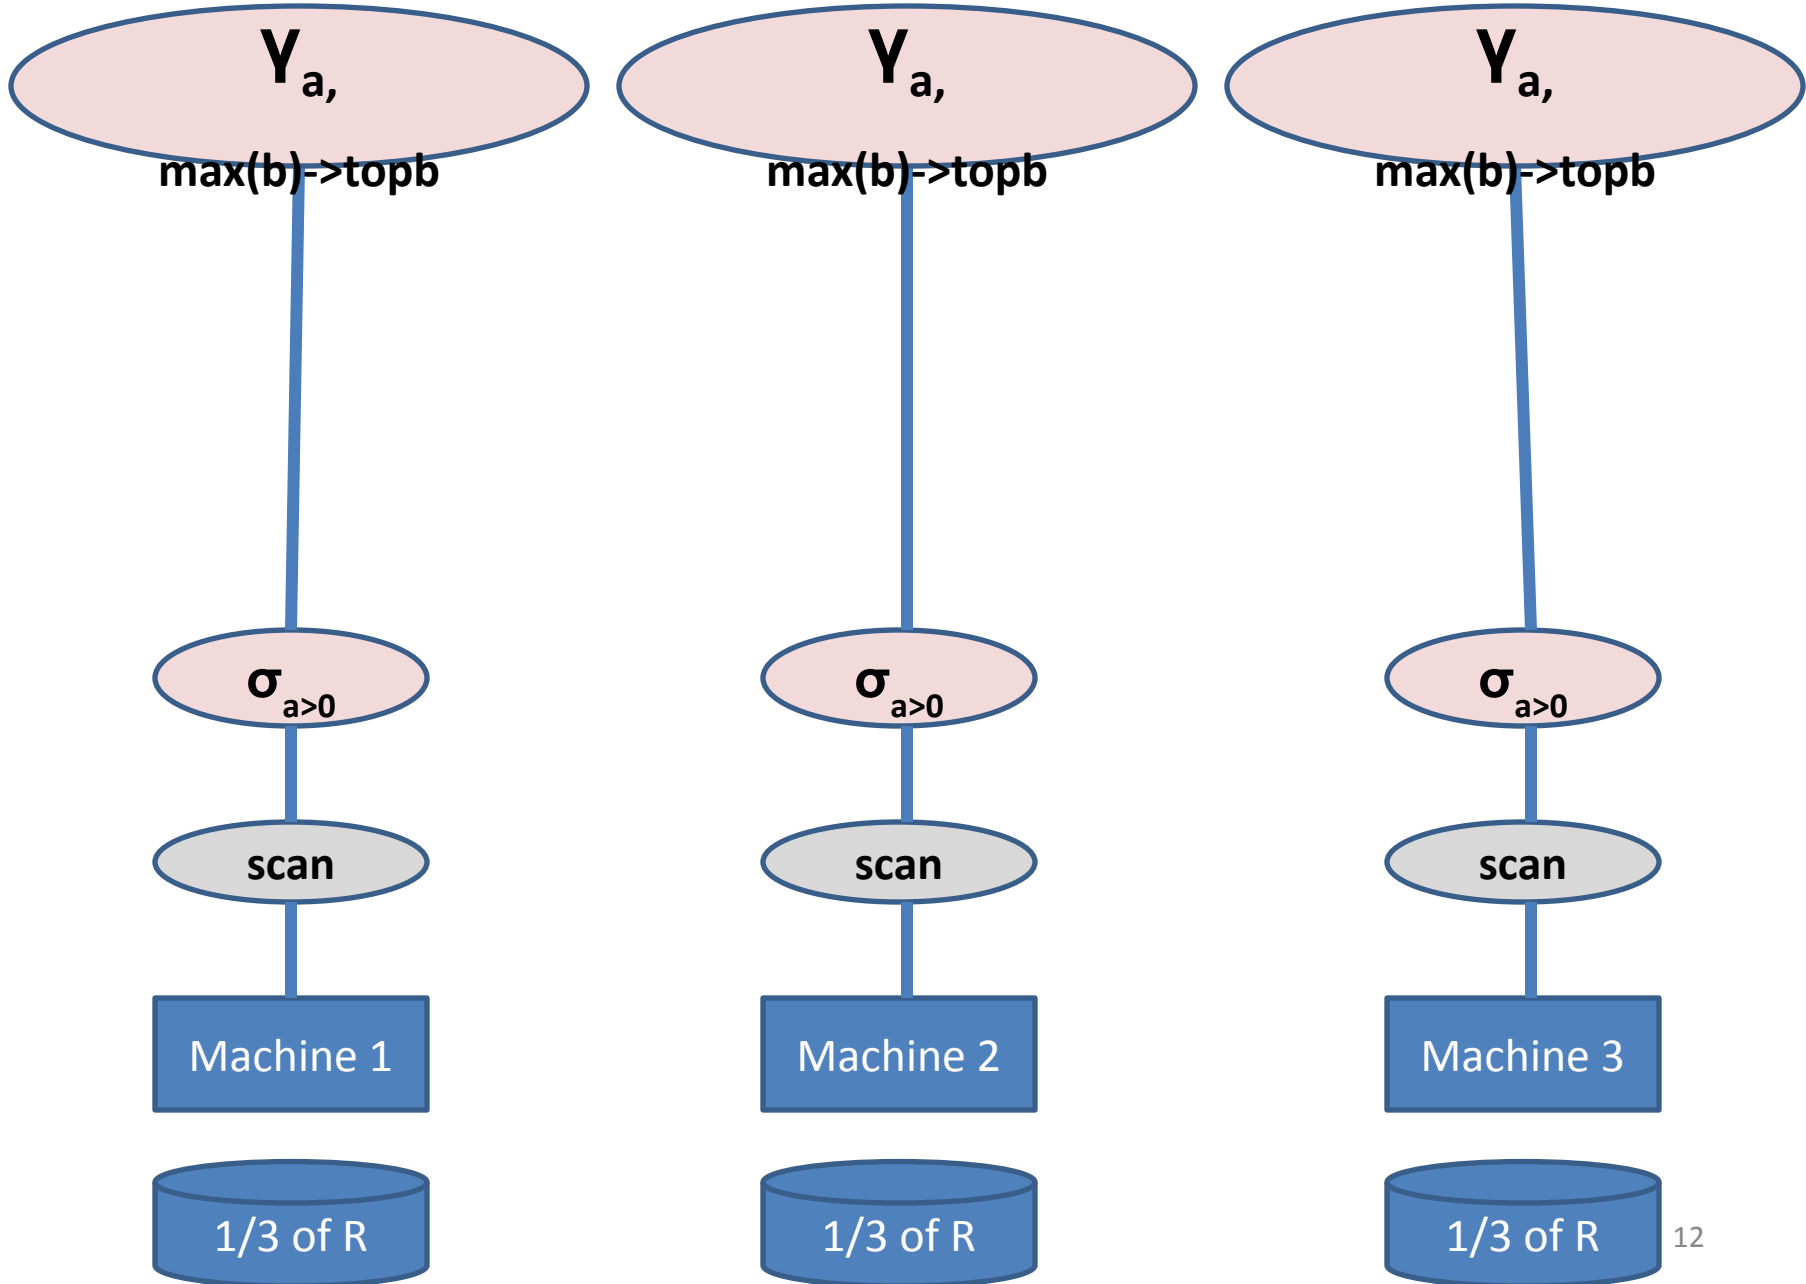 γa, γa, γa,
max(b)->topb max(b)->topb max(b)->topb
σa>0 σa>0 σa>0
scan scan scan
Machine 1 Machine 2 Machine 3
1/3 of R 1/3 of R 1/3 of R 12